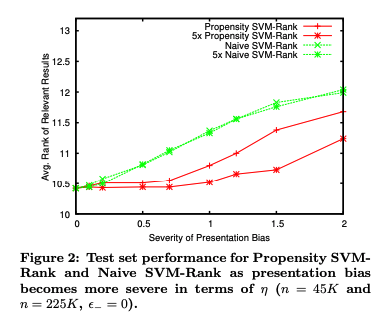 13
12.5
12
11.5
11
10.5
10
Avg. Rank of Relevant Results
Propensity SVM-Rank
5x Propensity SVM-Rank
Naive SVM-Rank
5x Naive SVM-Rank
0
0.5
1
1.5
2
Severity of Presentation Bias
Figure 2: Test set performance for Propensity SVM-
Rank and Naive SVM-Rank as presentation bias
becomes more severe in terms of η (n = 45K and
n = 225K, ϵ₋ = 0).